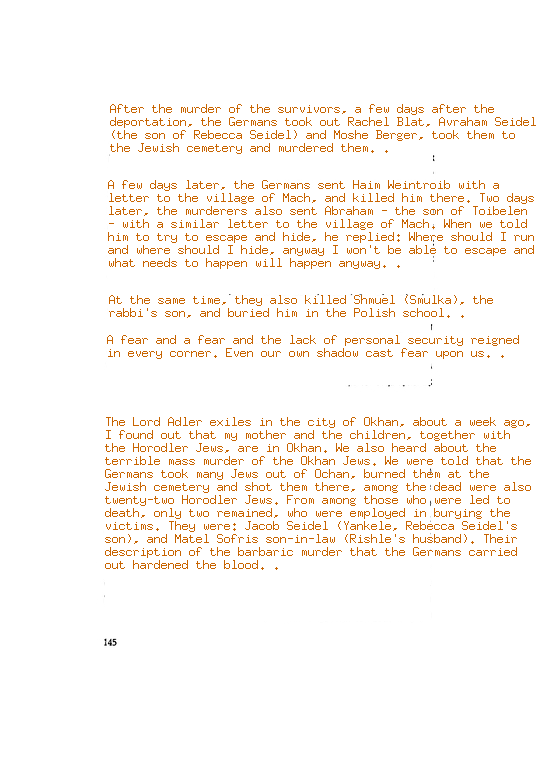 After the murder of the survivors, a few days after the
deportation, the Germans took out Rachel Blat, Avraham Seidel
(the son of Rebecca Seidel) and Moshe Berger, took them to
the Jewish cemetery and murdered them. .
A few days later, the Germans sent Haim Weintroib with a
letter to the village of Mach, and killed him there. Two days
later, the murderers also sent Abraham - the son of Toibelen
- with a similar letter to the village of Mach. When we told
him to try to escape and hide, he replied: Where should I run
and where should I hide, anyway I won't be able to escape and
what needs to happen will happen anyway. .
At the same time, they also killed Shmuel (Smulka), the
rabbi's son, and buried him in the Polish school. .
A fear and a fear and the lack of personal security reigned
in every corner. Even our own shadow cast fear upon us. .
The Lord Adler exiles in the city of Okhan, about a week ago,
I found out that my mother and the children, together with
the Horodler Jews, are in Okhan. We also heard about the
terrible mass murder of the Okhan Jews. We were told that the
Germans took many Jews out of Ochan, burned them at the
Jewish cemetery and shot them there, among the dead were also
twenty-two Horodler Jews. From among those who were led to
death, only two remained, who were employed in burying the
victims. They were: Jacob Seidel (Yankele, Rebecca Seidel's
son), and Matel Sofris son-in-law (Rishle's husband). Their
description of the barbaric murder that the Germans carried
out hardened the blood. .
145